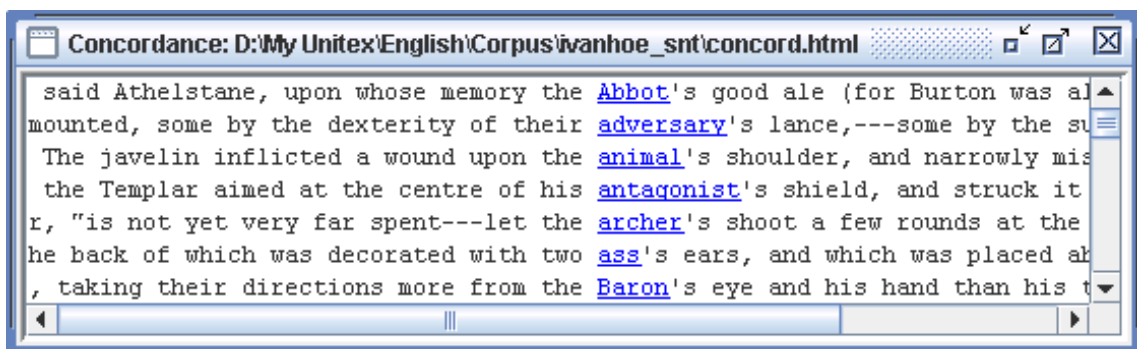 Concordance: D:\My Unitex\English\Corpus\ivanhoe_snt\concord.html
said Athelstane, upon whose memory the Abbot's good ale (for Burton was al
mounted, some by the dexterity of their adversary's lance,---some by the su
The javelin inflicted a wound upon the animal's shoulder, and narrowly mis
the Templar aimed at the centre of his antagonist's shield, and struck it
r, "is not yet very far spent---let the archer's shoot a few rounds at the
he back of which was decorated with two ass's ears, and which was placed ab
, taking their directions more from the Baron's eye and his hand than his t